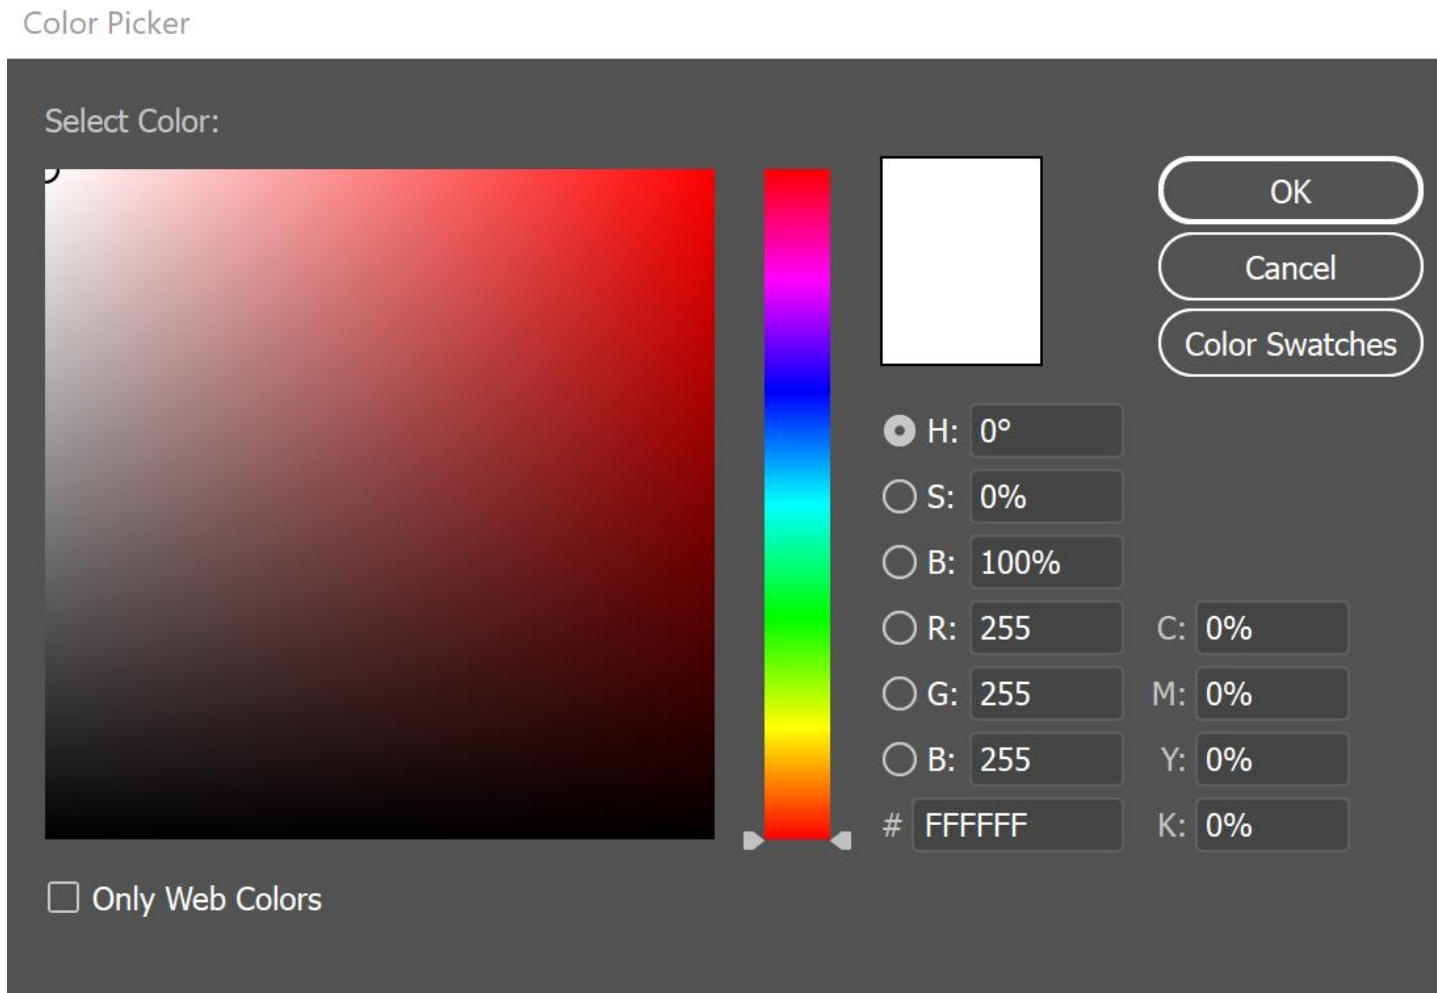 Color Picker
Select Color:
OK
Cancel
Color Swatches
H: 0°
S: 0%
B: 100%
R: 255
C: 0%
G: 255
M: 0%
B: 255
Y: 0%
# FFFFFF
K: 0%
Only Web Colors